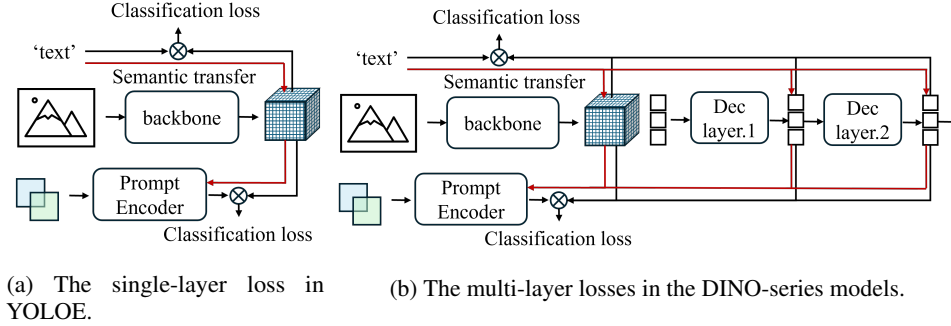 Classification loss
‘text’
Semantic transfer
backbone
Prompt
Encoder
Classification loss
(a) The single-layer loss in
YOLOE.
Classification loss
‘text’
Semantic transfer
backbone
Dec
layer.1
Dec
layer.2
Prompt
Encoder
Classification loss
(b) The multi-layer losses in the DINO-series models.